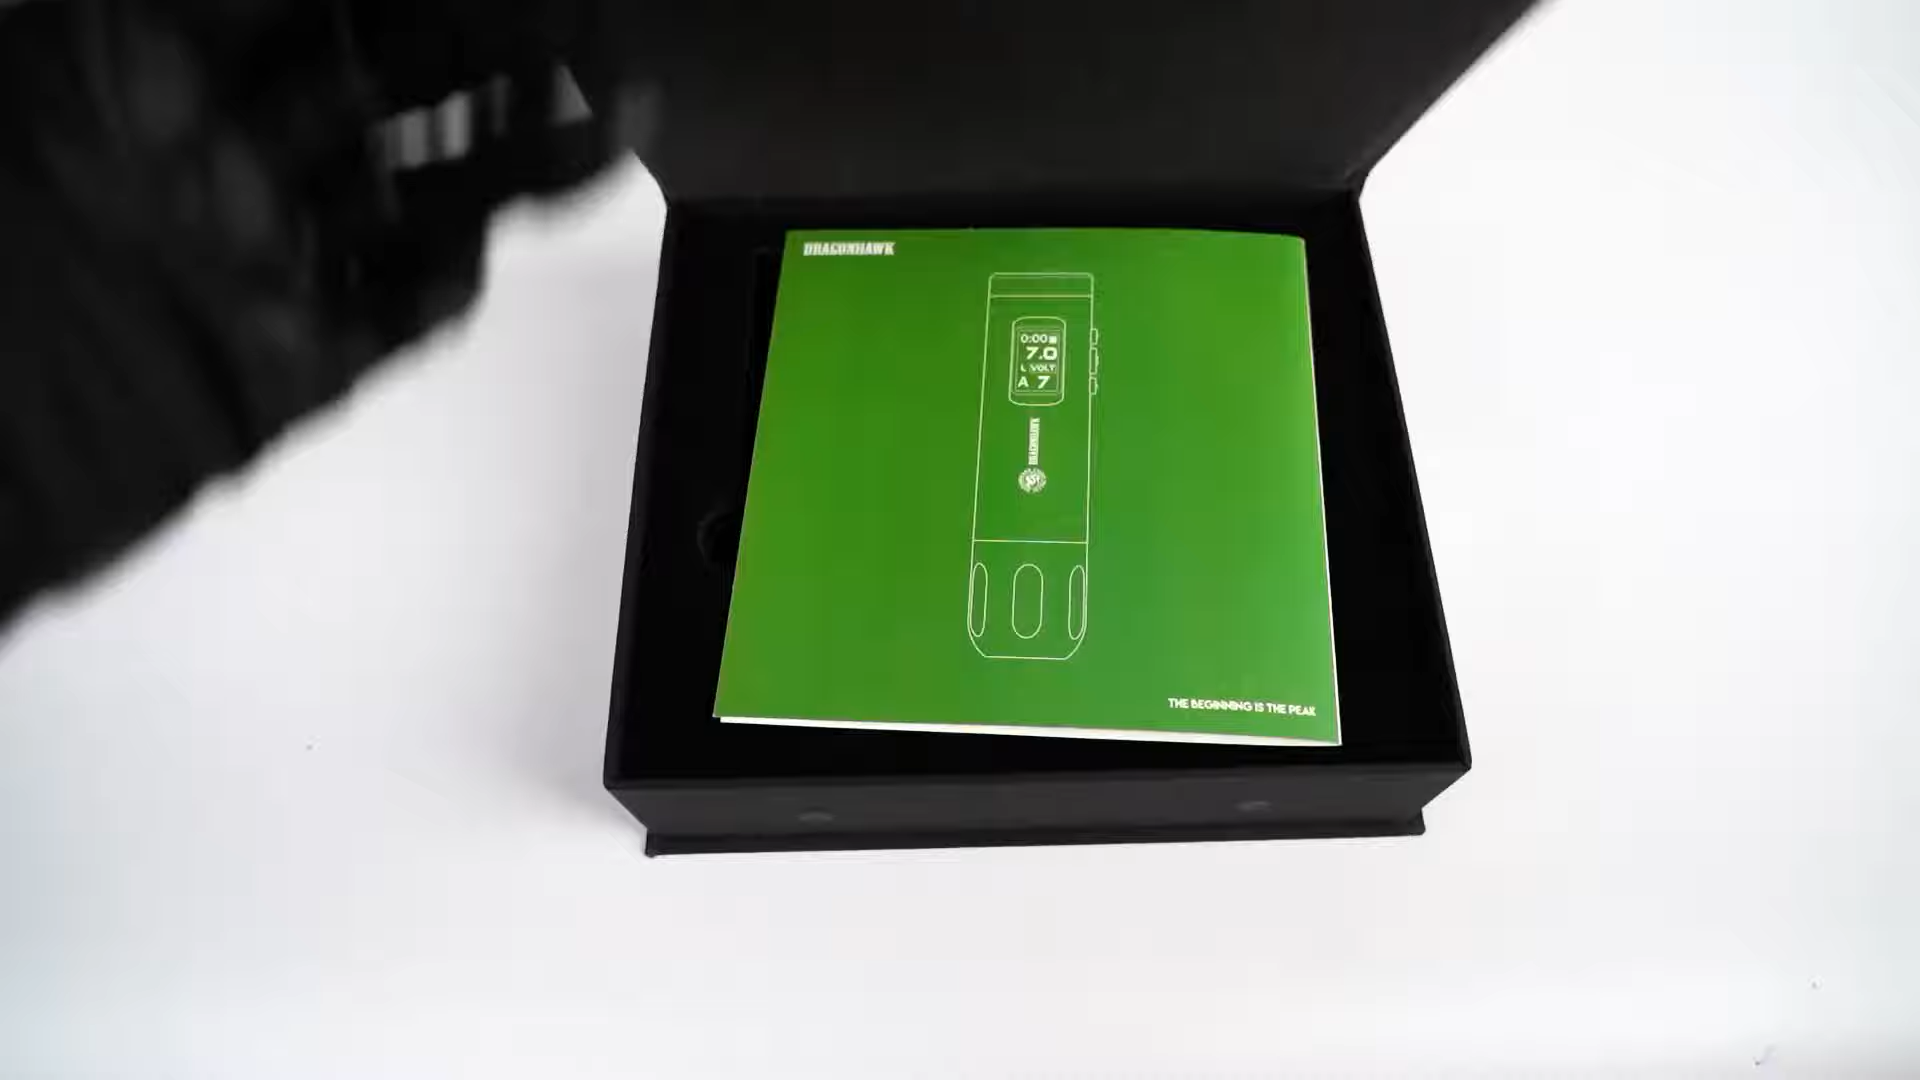 DRAGONHAWK
0:00
7.0
VOLT
A 7
DRAGONHAWK
THE BEGINNING IS THE PEAK